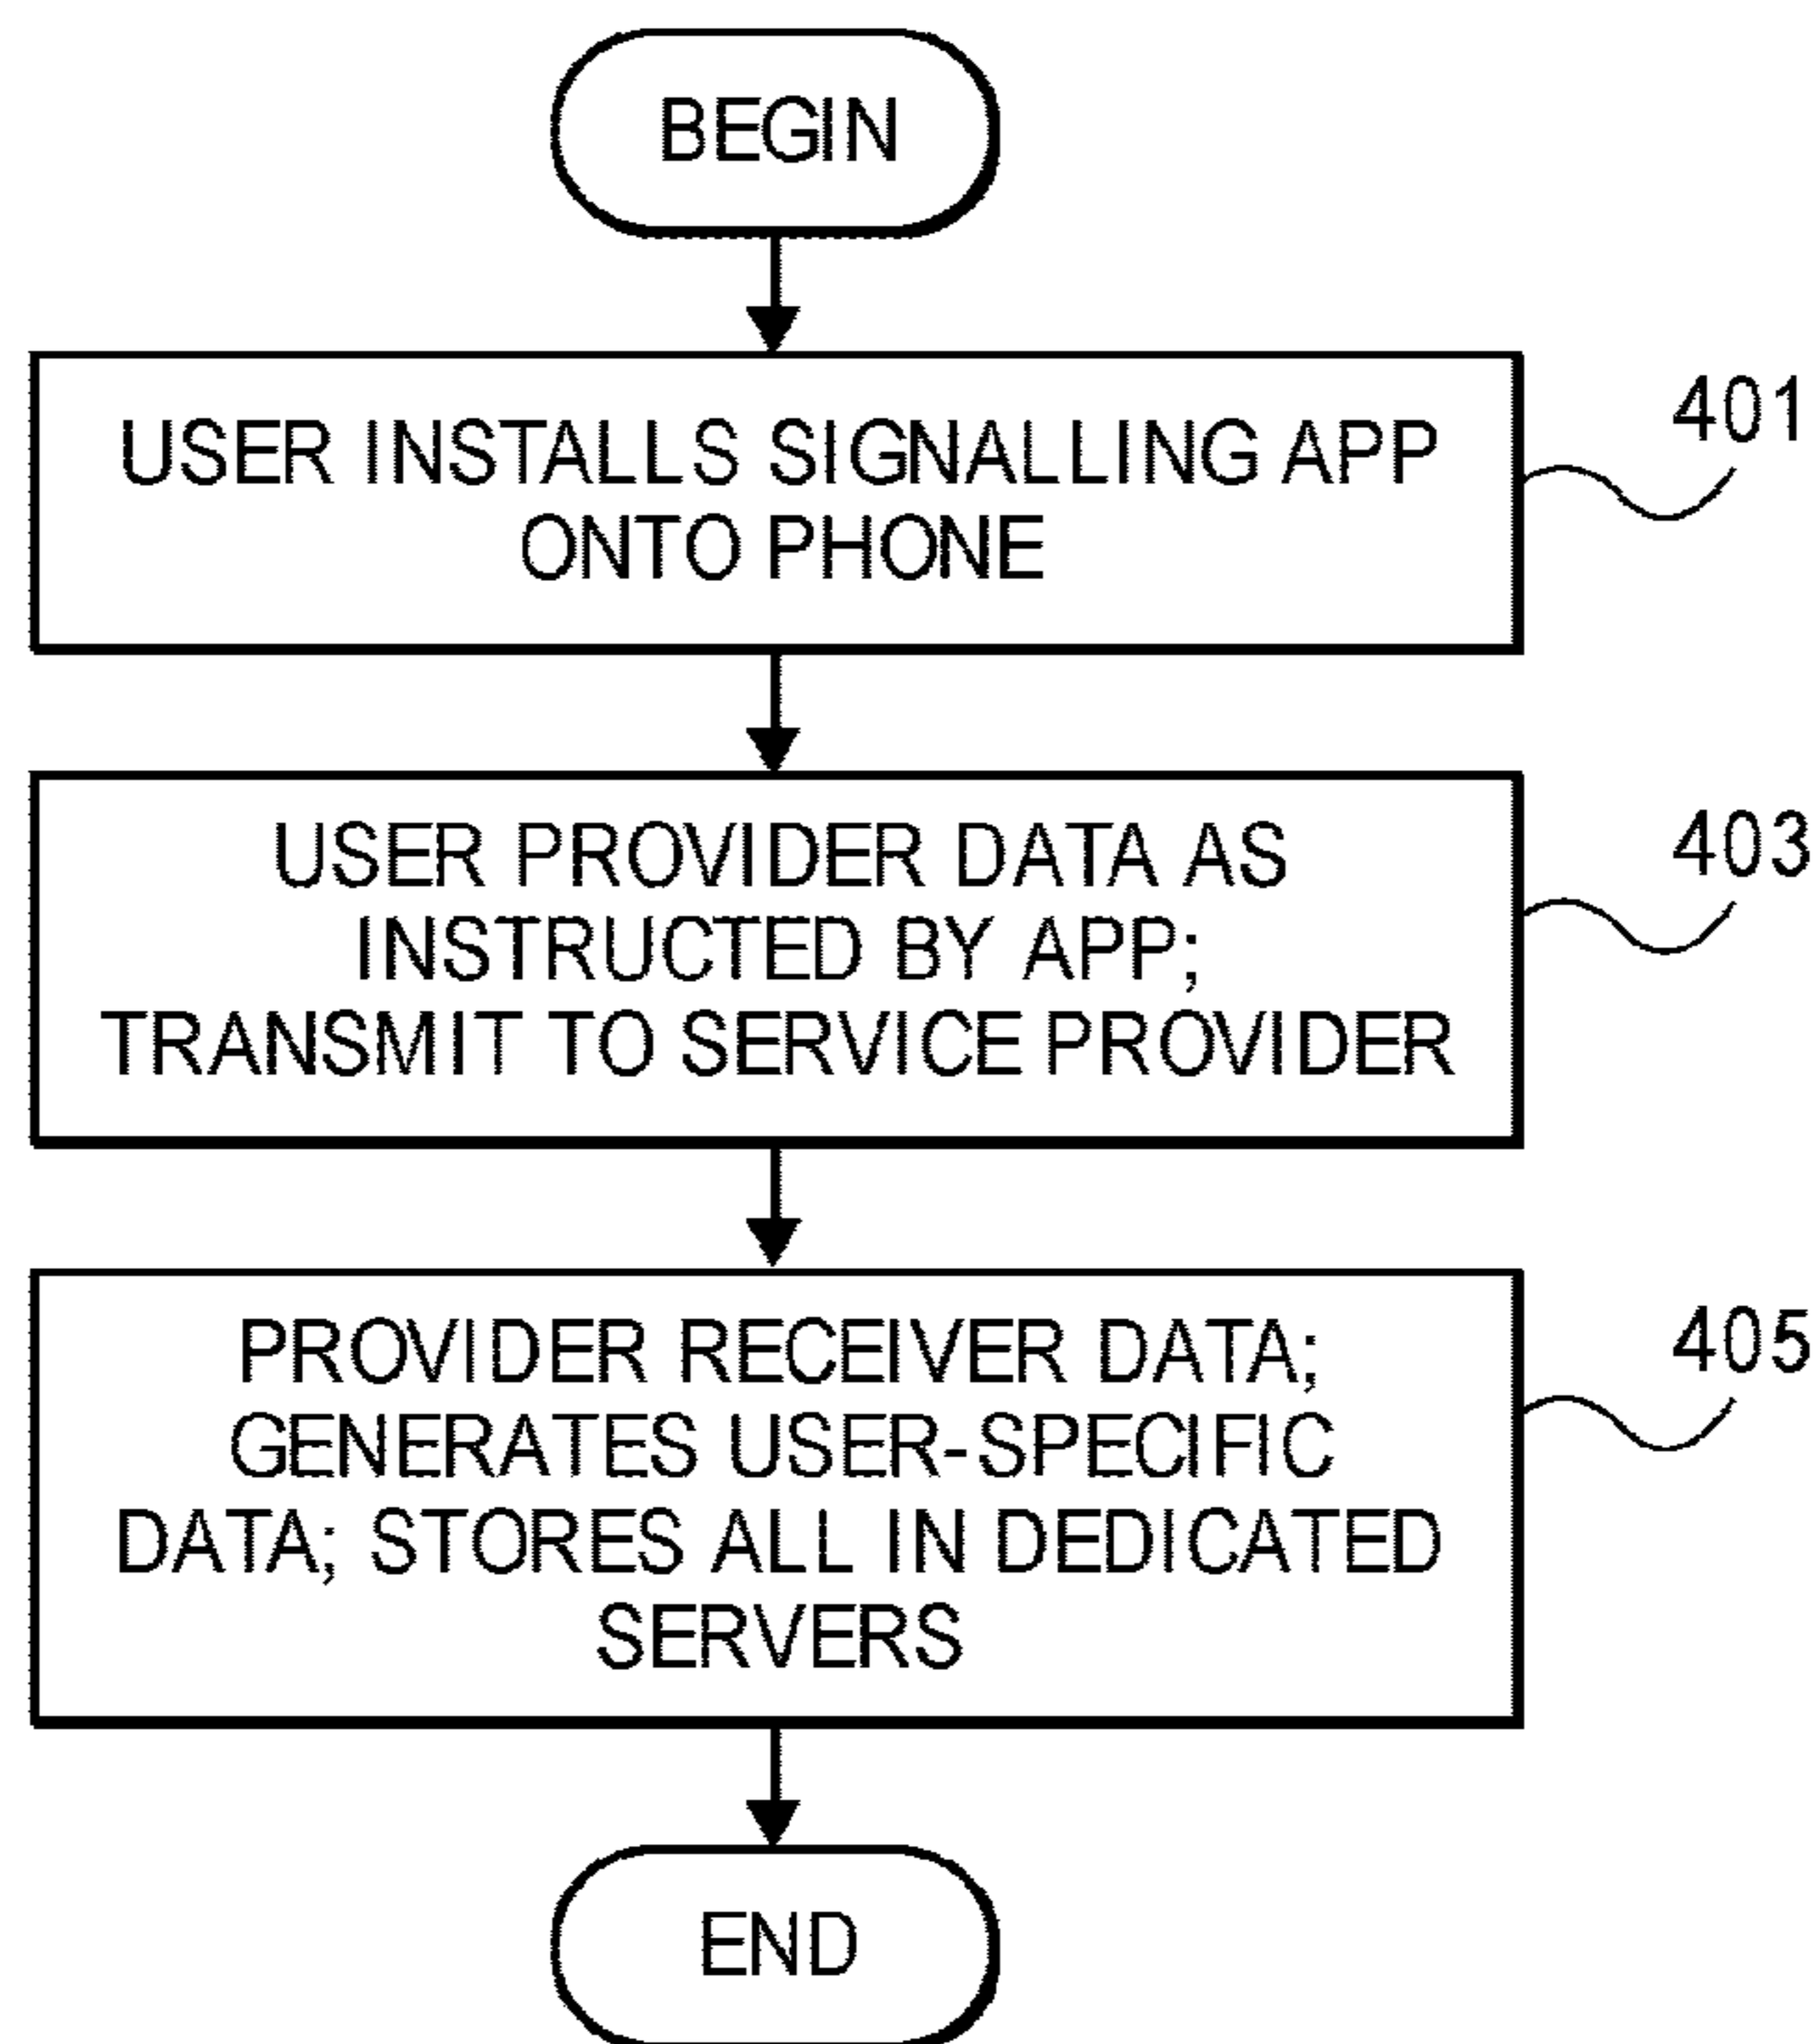 BEGIN
USER INSTALLS SIGNALLING APP
ONTO PHONE
401
USER PROVIDER DATA AS
INSTRUCTED BY APP;
TRANSMIT TO SERVICE PROVIDER
403
PROVIDER RECEIVER DATA;
GENERATES USER-SPECIFIC
DATA; STORES ALL IN DEDICATED
SERVERS
405
END